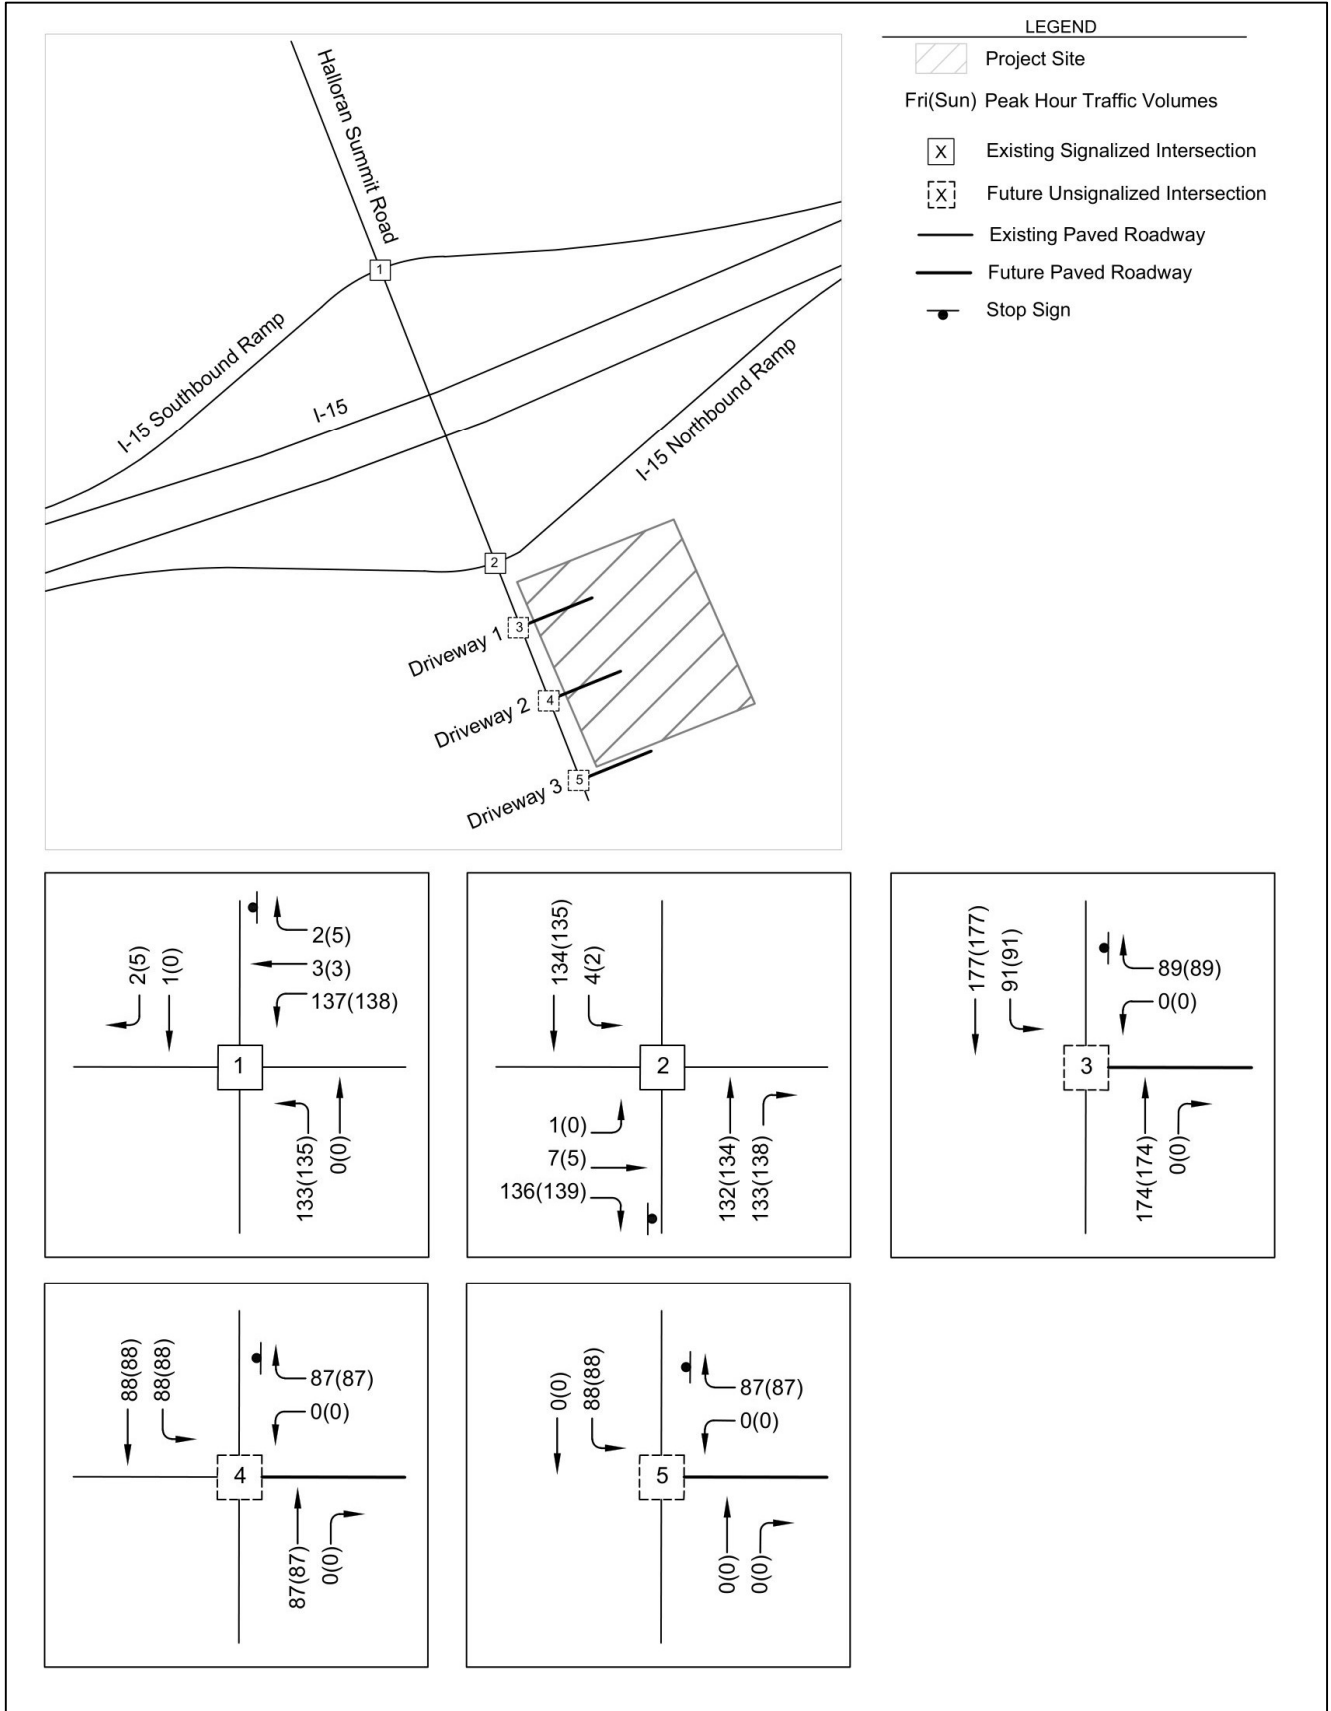 LEGEND
Project Site
Fri(Sun) Peak Hour Traffic Volumes
X Existing Signalized Intersection
X Future Unsignalized Intersection
Existing Paved Roadway
Future Paved Roadway
Stop Sign
Halloran Summit Road
1
I-15 Southbound Ramp
I-15
I-15 Northbound Ramp
2
3
Driveway 1
4
Driveway 2
5
Driveway 3
2(5)
1(0)
2(5)
3(3)
137(138)
1
133(135)
0(0)
134(135)
4(2)
2
1(0)
7(5)
136(139)
132(134)
133(138)
177(177)
91(91)
89(89)
0(0)
3
174(174)
0(0)
88(88)
88(88)
87(87)
0(0)
4
87(87)
0(0)
0(0)
88(88)
87(87)
0(0)
5
0(0)
0(0)